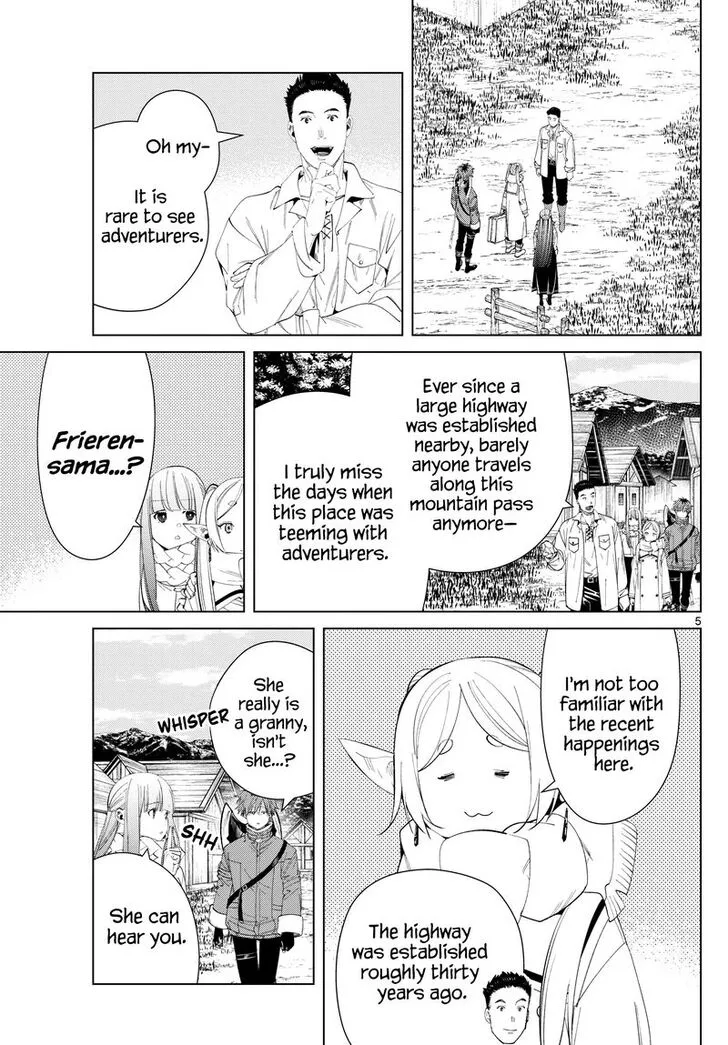 Oh my-
It is
rare to see
adventurers.
Ever since a
large highway
was established
nearby, barely
anyone travels
along this
mountain pass
anymore—
I truly miss
the days when
this place was
teeming with
adventurers.
Frieren-
sama...?
5
I'm not too
familiar with
the recent
happenings
here.
The highway
was established
roughly thirty
years ago.
She
really is
a granny,
isn't
she...?
WHISPER
SHH
She can
hear you.